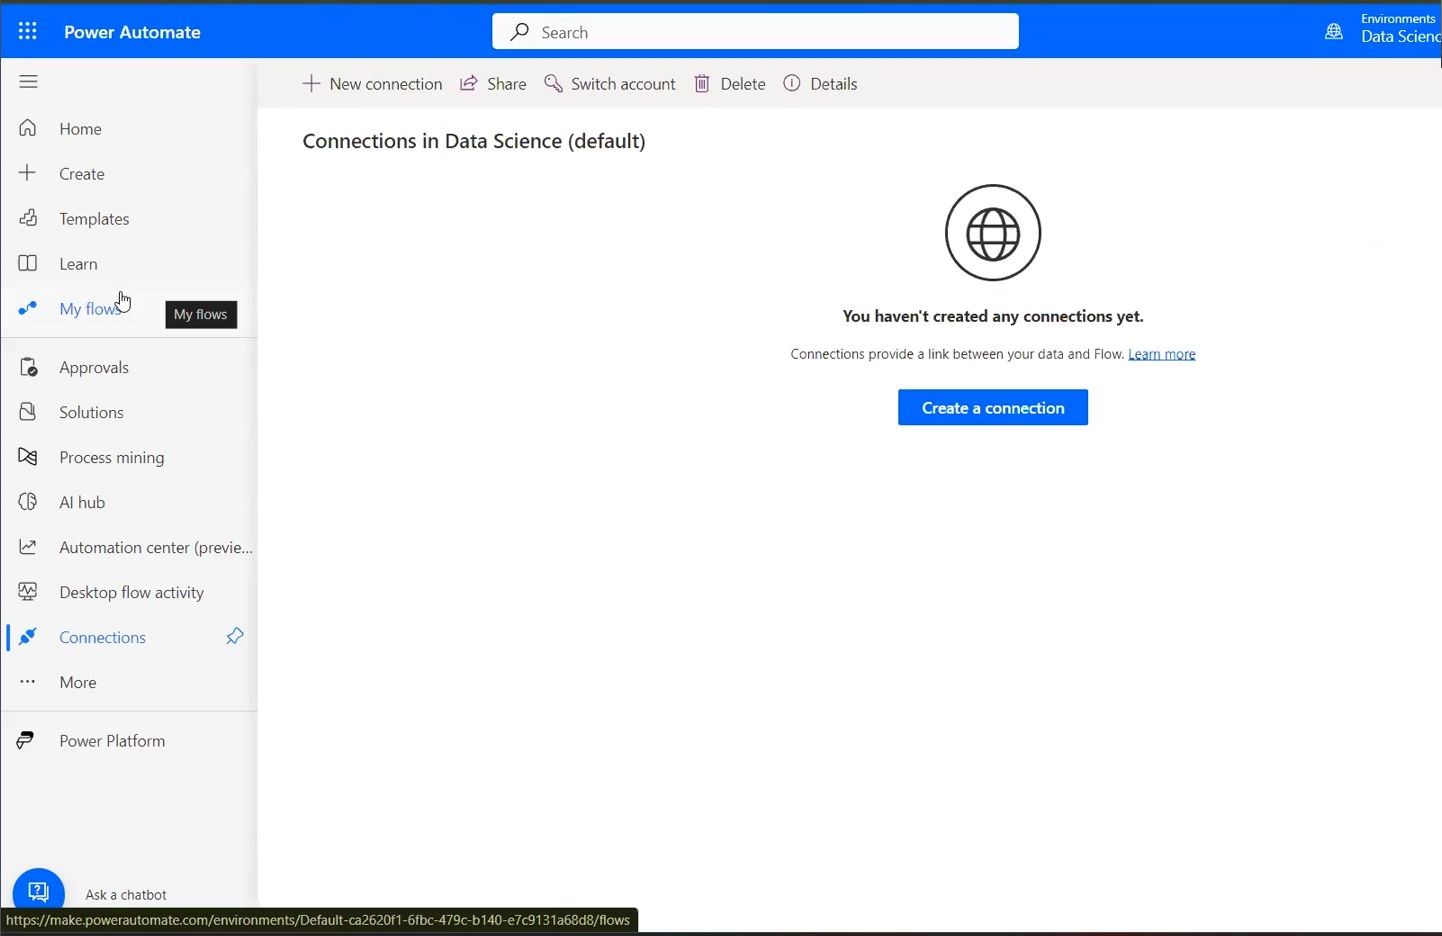 Power Automate
Search
Environments
Data Scienc
New connection
Share
Switch account
Delete
Details
Home
Create
Templates
Learn
My flows
My flows
Approvals
Solutions
Process mining
AI hub
Automation center (previe...
Desktop flow activity
Connections
More
Power Platform
Ask a chatbot
Connections in Data Science (default)
You haven't created any connections yet.
Connections provide a link between your data and Flow. Learn more
Create a connection
https://make.powerautomate.com/environments/Default-ca2620f1-6fbc-479c-b140-e7c9131a68d8/flows